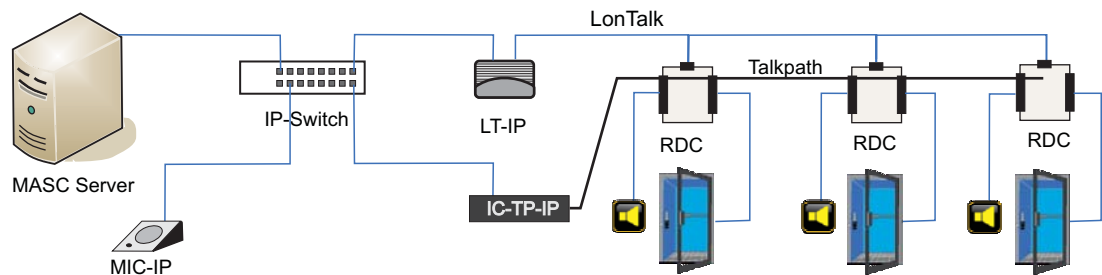 LonTalk
Talkpath
IP-Switch
LT-IP
RDC
RDC
RDC
MASC Server
IC-TP-IP
MIC-IP